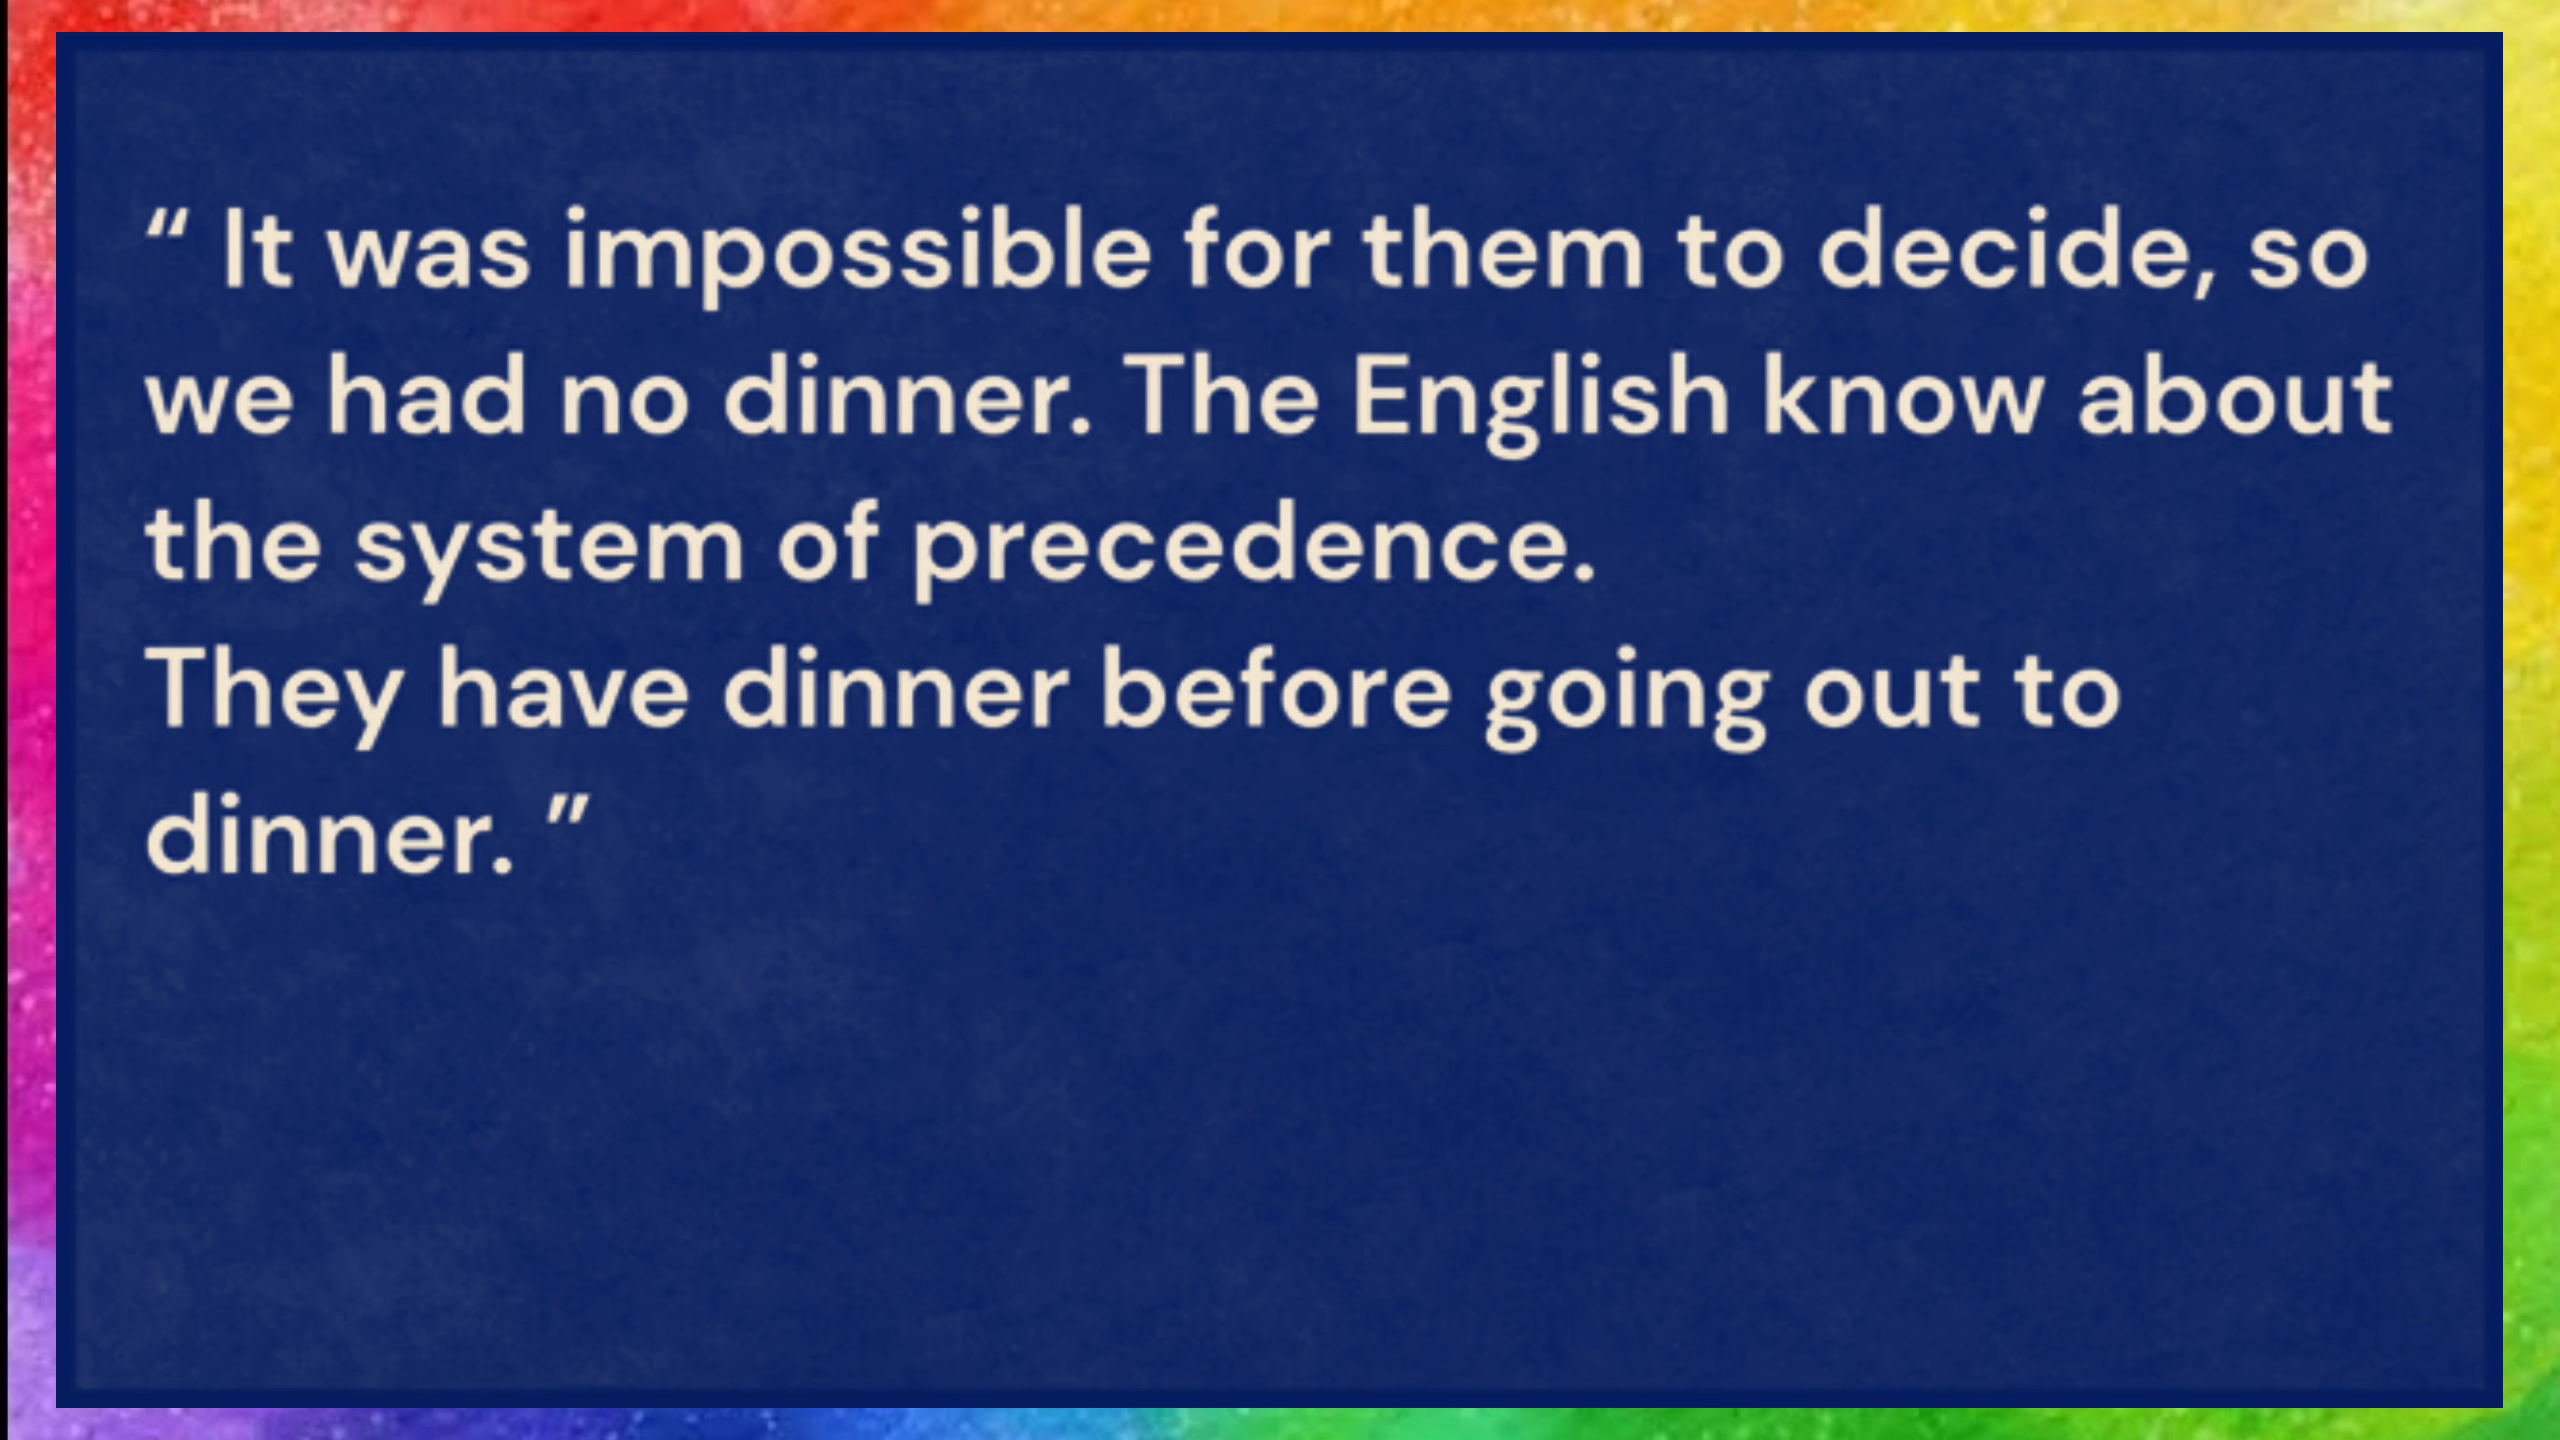 “ It was impossible for them to decide, so
we had no dinner. The English know about
the system of precedence.
They have dinner before going out to
dinner. ”